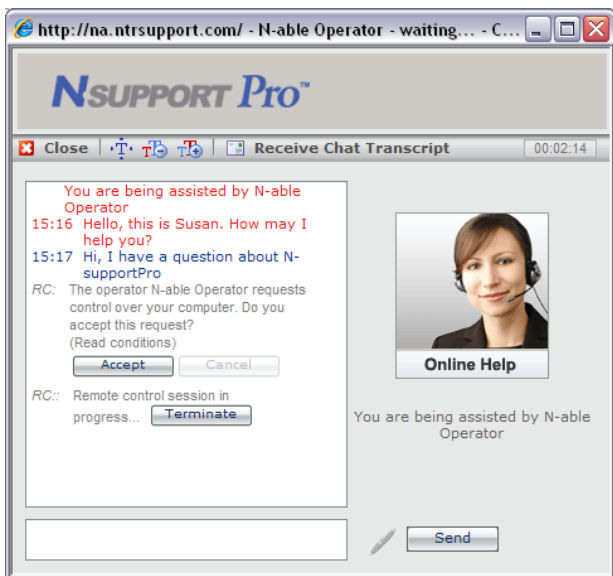 http://na.ntrsupport.com/ - N-able Operator - waiting... - C...
NSUPPORT Pro™
Close
Receive Chat Transcript
00:02:14
You are being assisted by N-able
Operator
15:16 Hello, this is Susan. How may I
help you?
15:17 Hi, I have a question about N-
supportPro
RC: The operator N-able Operator requests
control over your computer. Do you
accept this request?
(Read conditions)
Accept
Cancel
RC:: Remote control session in
progress... Terminate
Online Help
You are being assisted by N-able
Operator
Send